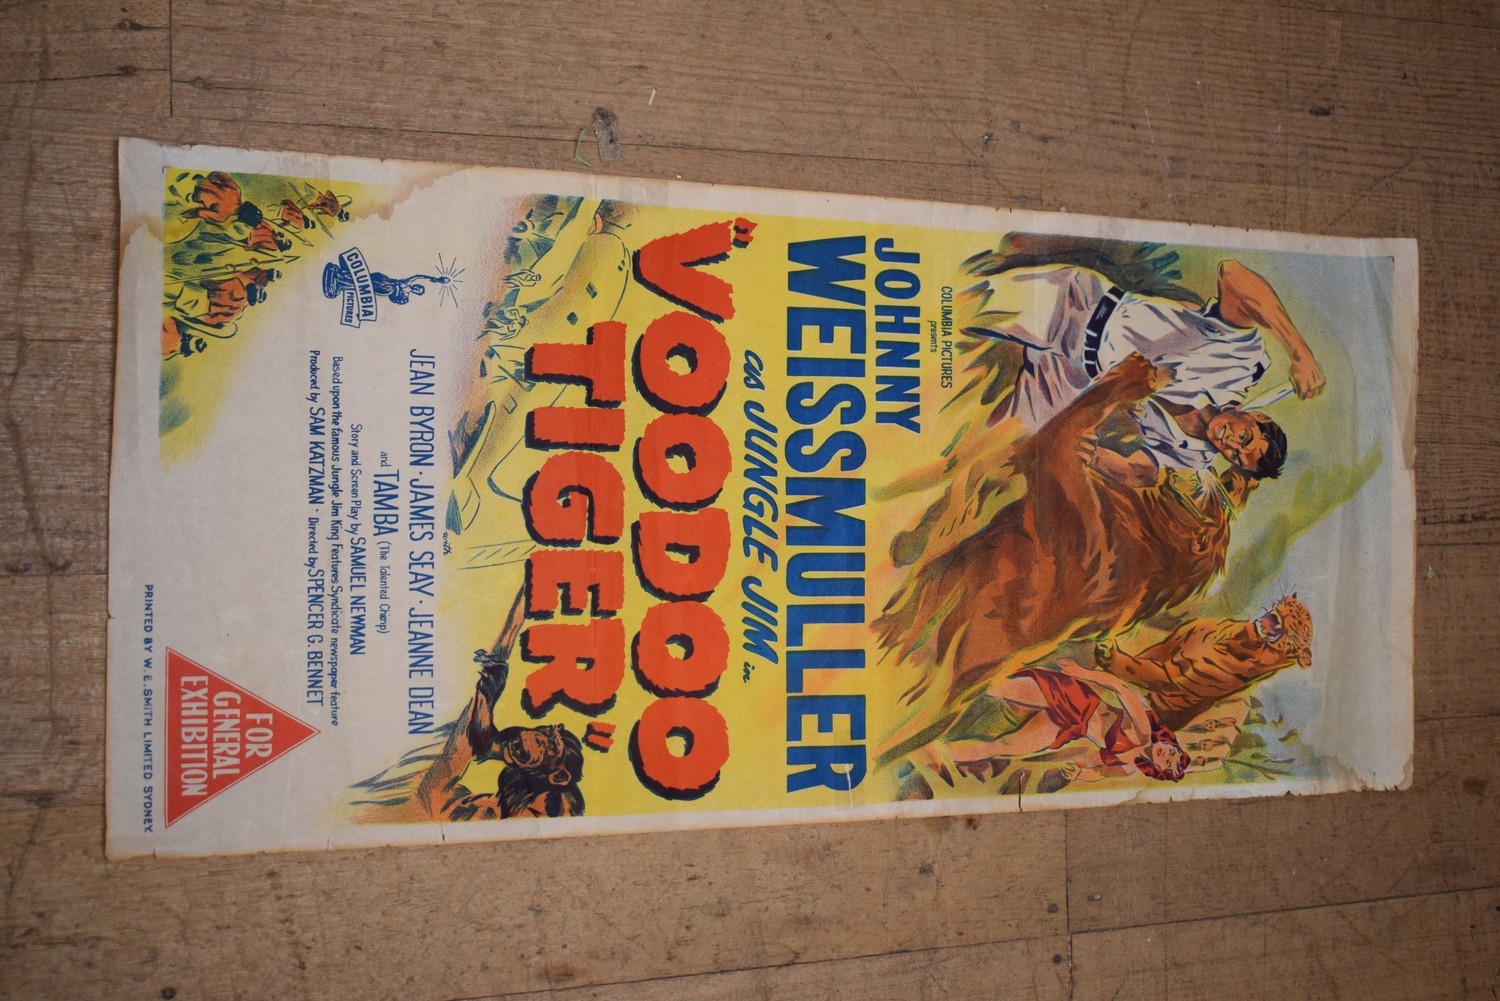 COLUMBIA PICTURES
presents
JOHNNY
WEISSMULLER
as JUNGLE JIM in
"VOODOO
TIGER"
with
JEAN BYRON · JAMES SEAY · JEANNE DEAN
and TAMBA (The Talented Chimp)
Story and Screen Play by SAMUEL NEWMAN
Based upon the famous Jungle Jim King Features Syndicate newspaper feature
Produced by SAM KATZMAN · Directed by SPENCER G. BENNET
COLUMBIA
PICTURES
FOR
GENERAL
EXHIBITION
PRINTED BY W. E. SMITH LIMITED SYDNEY.